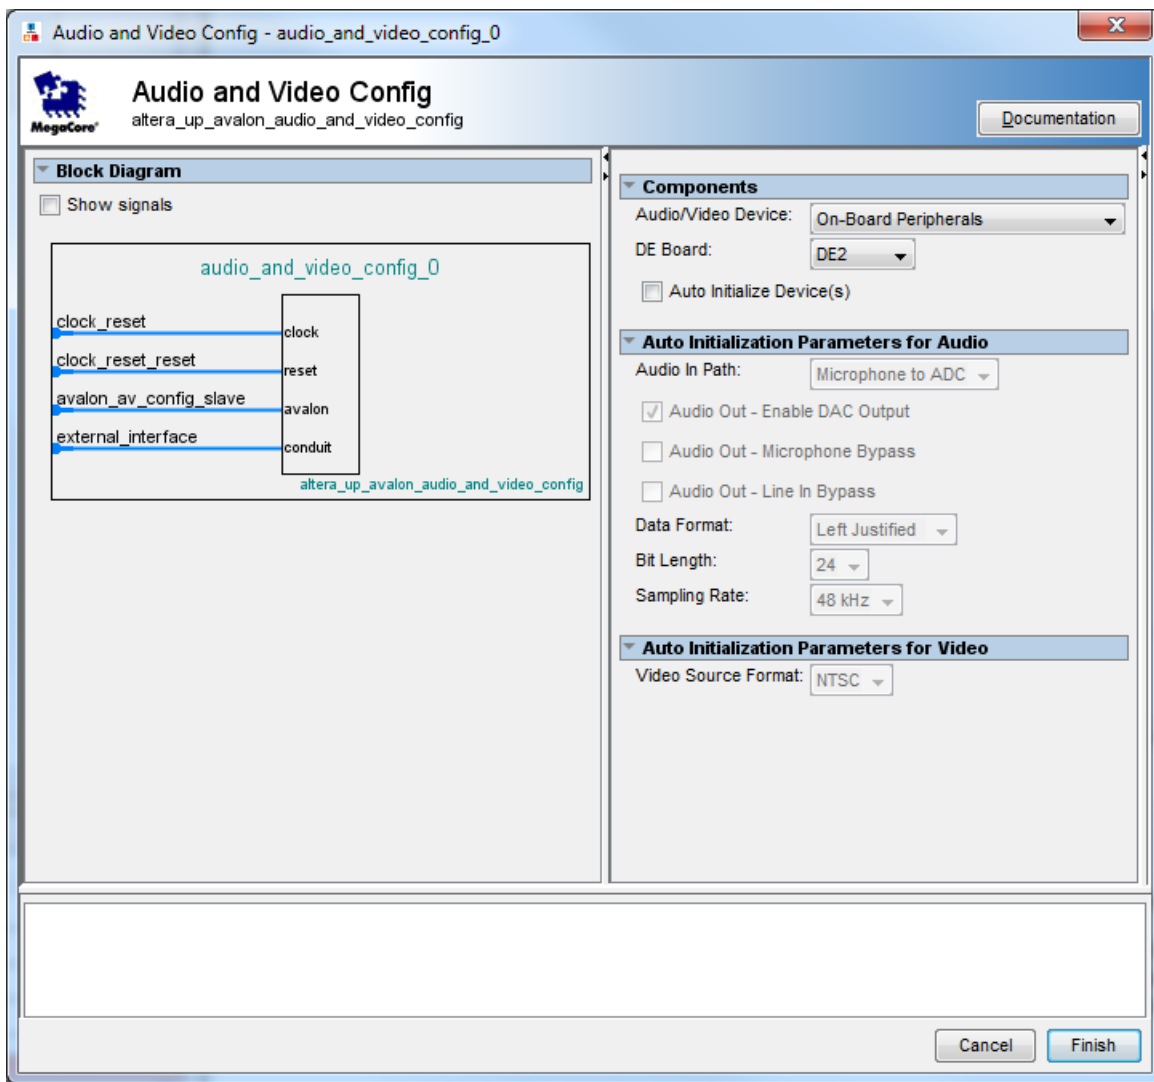 Audio and Video Config - audio_and_video_config_0
Audio and Video Config
altera_up_avalon_audio_and_video_config
MegaCore®
Documentation
Block Diagram
Show signals
audio_and_video_config_0
clock_reset
clock
clock_reset_reset
reset
avalon_av_config_slave
avalon
external_interface
conduit
altera_up_avalon_audio_and_video_config
Components
Audio/Video Device: On-Board Peripherals
DE Board: DE2
Auto Initialize Device(s)
Auto Initialization Parameters for Audio
Audio In Path: Microphone to ADC
Audio Out - Enable DAC Output
Audio Out - Microphone Bypass
Audio Out - Line In Bypass
Data Format: Left Justified
Bit Length: 24
Sampling Rate: 48 kHz
Auto Initialization Parameters for Video
Video Source Format: NTSC
Cancel
Finish